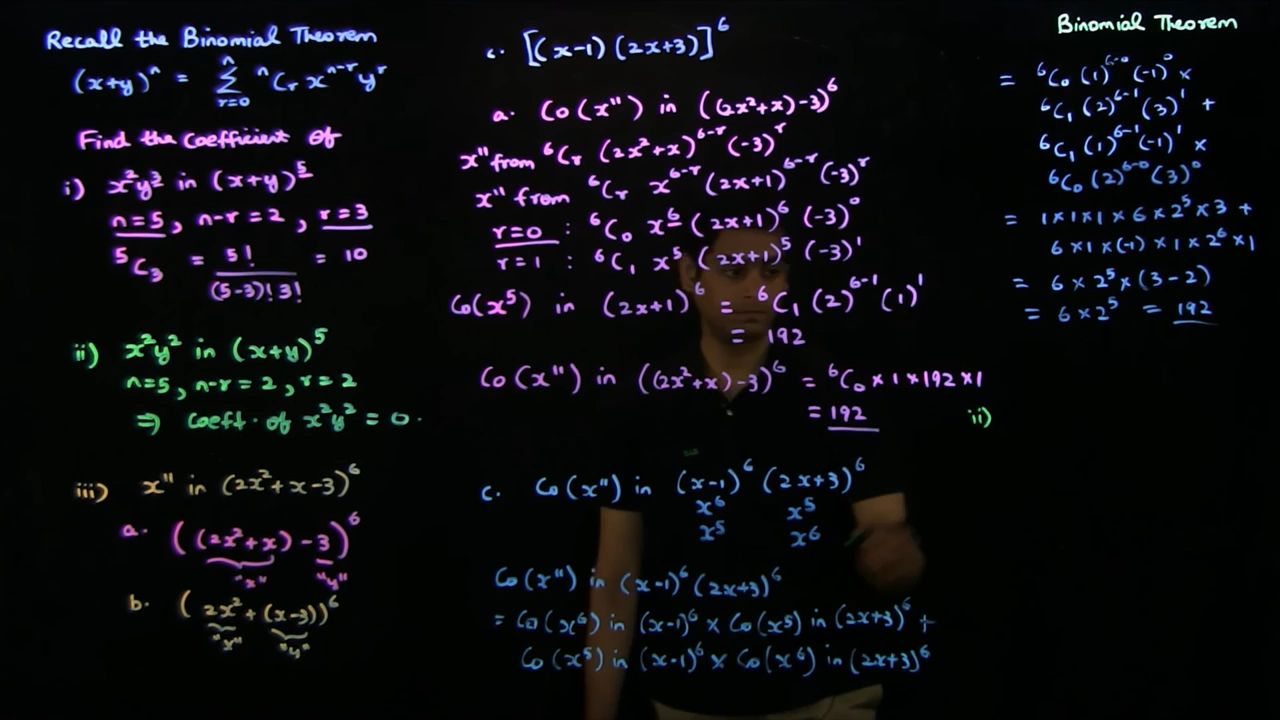 Recall the Binomial Theorem
(x+y)ⁿ = Σ_{r=0}^{n} ⁿCr xⁿ⁻ʳ yʳ
Find the Coefficient of
i) x²y³ in (x+y)⁵
n=5, n-r=2, r=3
⁵C₃ = 5! / (5-3)! 3! = 10
ii) x²y² in (x+y)⁵
n=5, n-r=2, r=2
⇒ Coeft. of x²y² = 0.
iii) x¹¹ in (2x²+x-3)⁶
a. ((2x²+x)-3)⁶
"x" "y"
b. (2x²+(x-3))⁶
"x" "y"
c. [(x-1)(2x+3)]⁶
a. Co(x¹¹) in ((2x²+x)-3)⁶
x¹¹ from ⁶Cr (2x²+x)⁶⁻ʳ (-3)ʳ
x¹¹ from ⁶Cr x⁶⁻ʳ (2x+1)⁶⁻ʳ (-3)ʳ
r=0 : ⁶C₀ x⁶ (2x+1)⁶ (-3)⁰
r=1 : ⁶C₁ x⁵ (2x+1)⁵ (-3)¹
Co(x⁵) in (2x+1)⁶ = ⁶C₁ (2)⁶⁻¹ (1)¹
= 192
Co(x¹¹) in ((2x²+x)-3)⁶ = ⁶C₀ × 1 × 192 × 1
= 192
c. Co(x¹¹) in (x-1)⁶ (2x+3)⁶
x⁶ x⁵
x⁵ x⁶
Co(x¹¹) in (x-1)⁶ (2x+3)⁶
= Co(x⁶) in (x-1)⁶ × Co(x⁵) in (2x+3)⁶ +
Co(x⁵) in (x-1)⁶ × Co(x⁶) in (2x+3)⁶
Binomial Theorem
= ⁶C₀ (1)⁶⁻⁰ (-1)⁰ ×
⁶C₁ (2)⁶⁻¹ (3)¹ +
⁶C₁ (1)⁶⁻¹ (-1)¹ ×
⁶C₀ (2)⁶⁻⁰ (3)⁰
= 1×1×1×6×2⁵×3 +
6×1×(-1)×1×2⁶×1
= 6×2⁵×(3-2)
= 6×2⁵ = 192
ii)